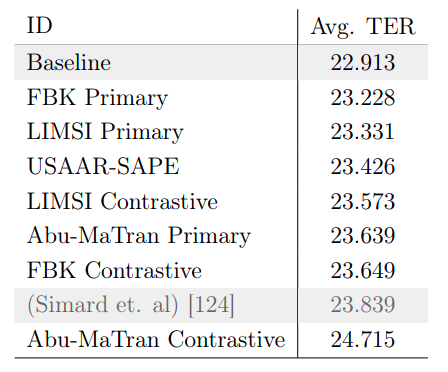 ID Avg. TER
Baseline 22.913
FBK Primary 23.228
LIMSI Primary 23.331
USAAR-SAPE 23.426
LIMSI Contrastive 23.573
Abu-MaTran Primary 23.639
FBK Contrastive 23.649
(Simard et. al) [124] 23.839
Abu-MaTran Contrastive 24.715